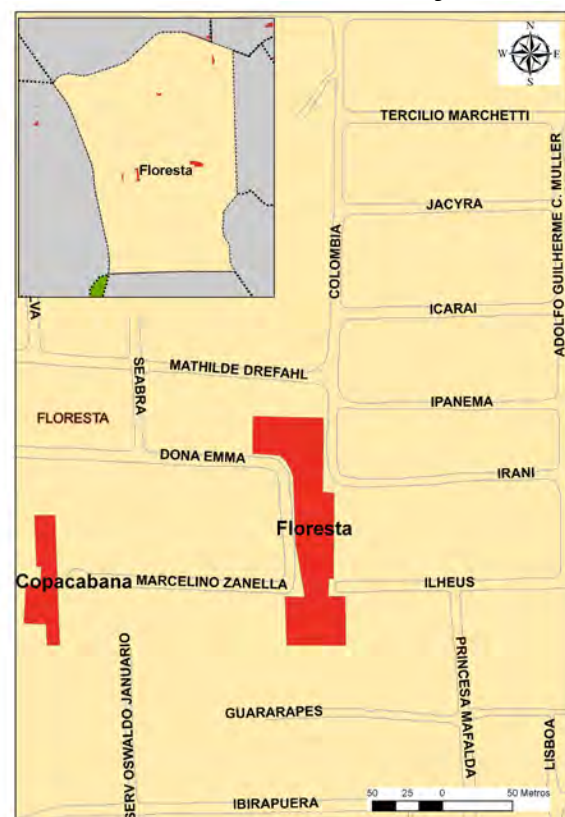 N
W E
S
Floresta
TERCILIO MARCHETTI
ADOLFO GUILHERME C. MULLER
JACYRA
COLOMBIA
ICARAI
LVA
SEABRA
MATHILDE DREFAHL
IPANEMA
FLORESTA
DONA EMMA
IRANI
Floresta
Copacabana
MARCELINO ZANELLA
ILHEUS
SERV OSWALDO JANUARIO
PRINCESA MAFALDA
GUARARAPES
LISBOA
IBIRAPUERA
50 25 0 50 Metros